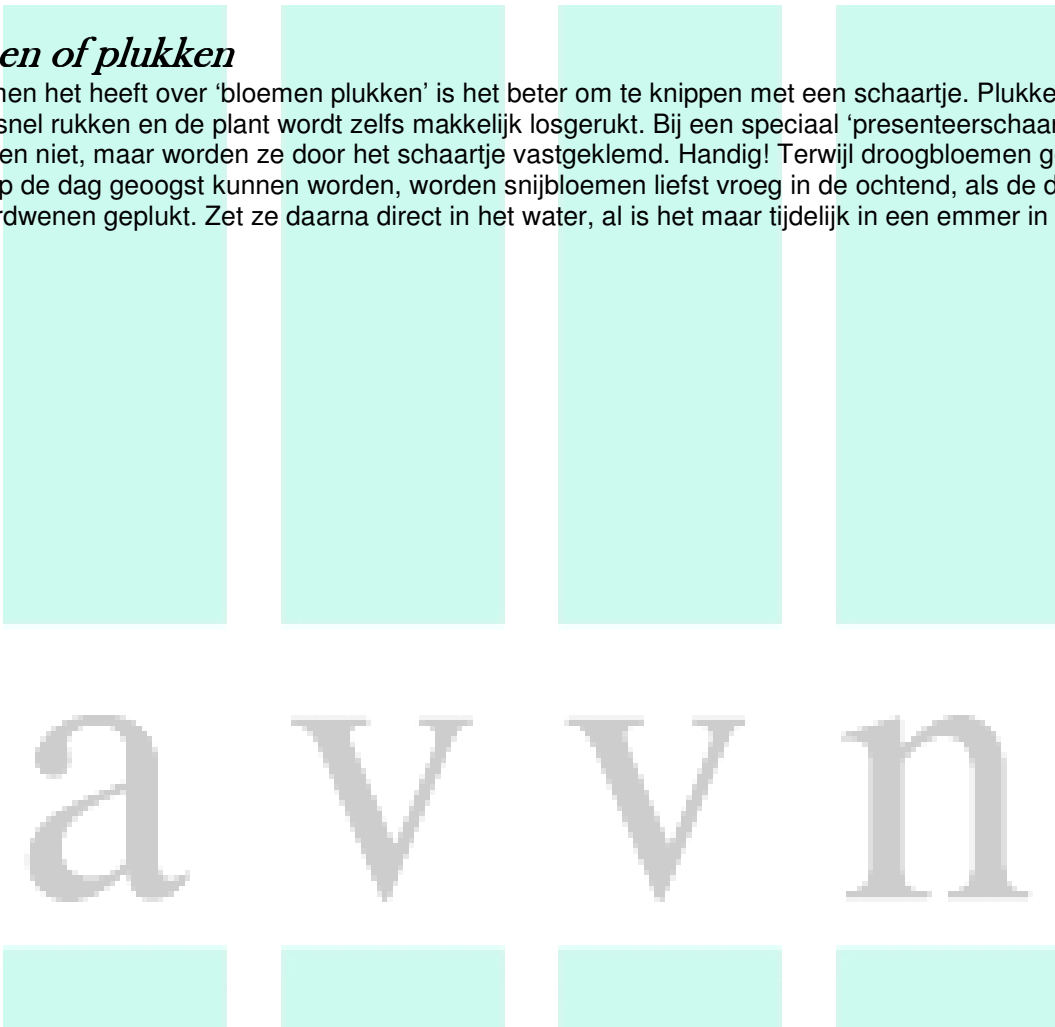 en of plukken
men het heeft over ‘bloemen plukken’ is het beter om te knippen met een schaartje. Plukke
snel rukken en de plant wordt zelfs makkelijk losgerukt. Bij een speciaal ‘presenteerschaar
en niet, maar worden ze door het schaartje vastgeklemd. Handig! Terwijl droogbloemen g
p de dag geoogst kunnen worden, worden snijbloemen liefst vroeg in de ochtend, als de d
rdwenen geplukt. Zet ze daarna direct in het water, al is het maar tijdelijk in een emmer in
a v v n